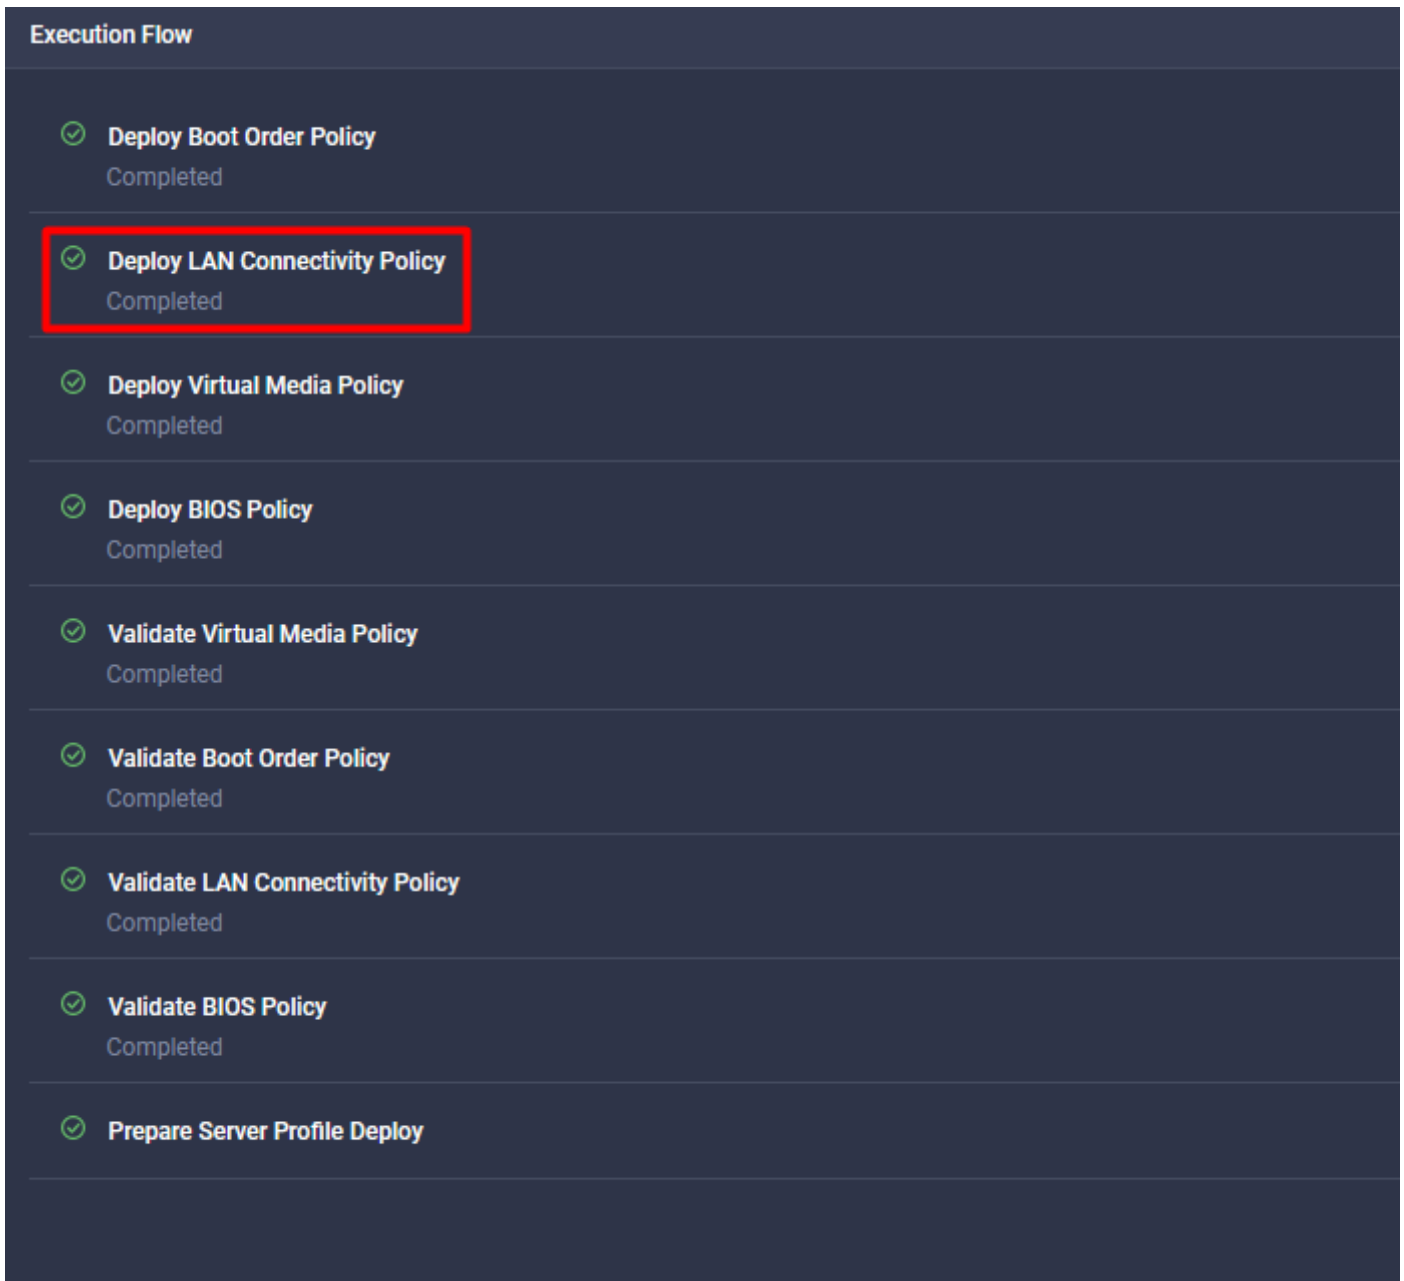 Execution Flow
Deploy Boot Order Policy
Completed
Deploy LAN Connectivity Policy
Completed
Deploy Virtual Media Policy
Completed
Deploy BIOS Policy
Completed
Validate Virtual Media Policy
Completed
Validate Boot Order Policy
Completed
Validate LAN Connectivity Policy
Completed
Validate BIOS Policy
Completed
Prepare Server Profile Deploy